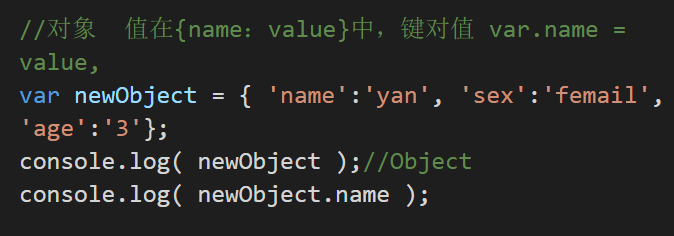 //对象  值在{name：value}中，键对值 var.name =
value,
var newObject = { 'name':'yan', 'sex':'femail',
'age':'3'};
console.log( newObject );//Object
console.log( newObject.name );